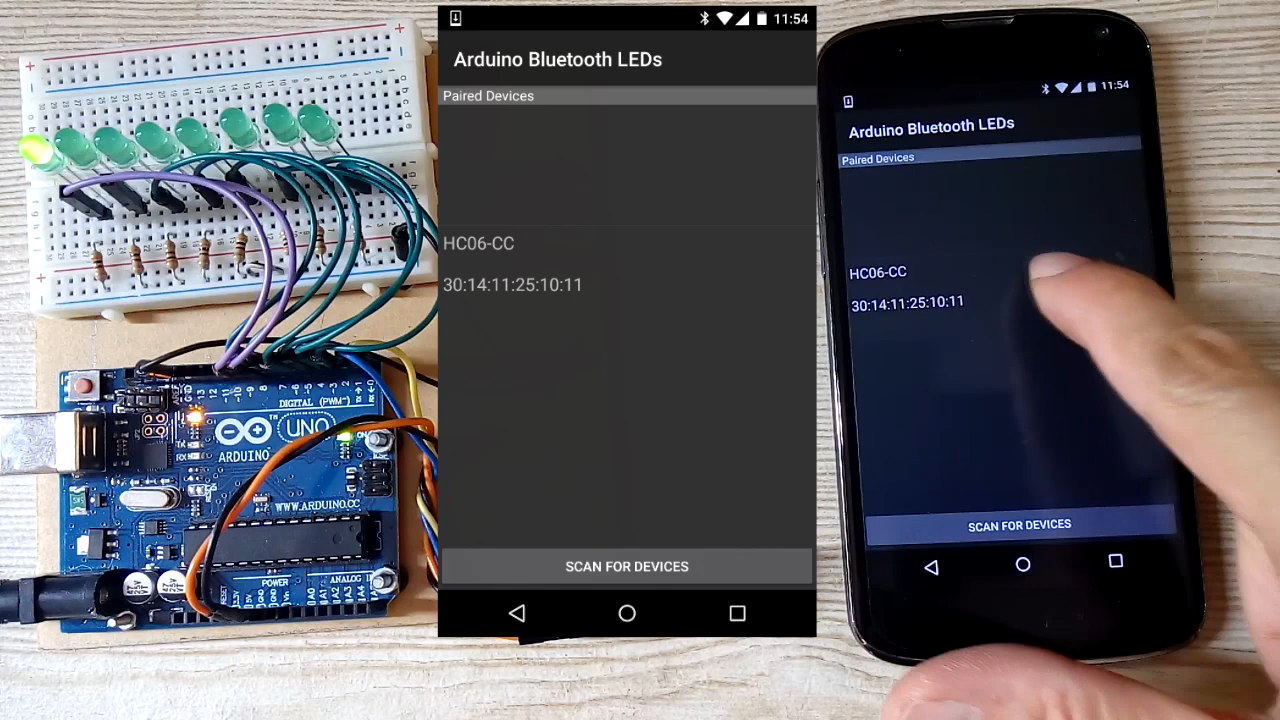 11:54
Arduino Bluetooth LEDs
Paired Devices
HC06-CC
30:14:11:25:10:11
SCAN FOR DEVICES
11:54
Arduino Bluetooth LEDs
Paired Devices
HC06-CC
30:14:11:25:10:11
SCAN FOR DEVICES
DIGITAL (PWM~)
UNO
ARDUINO
WWW.ARDUINO.CC
POWER
ANALOG